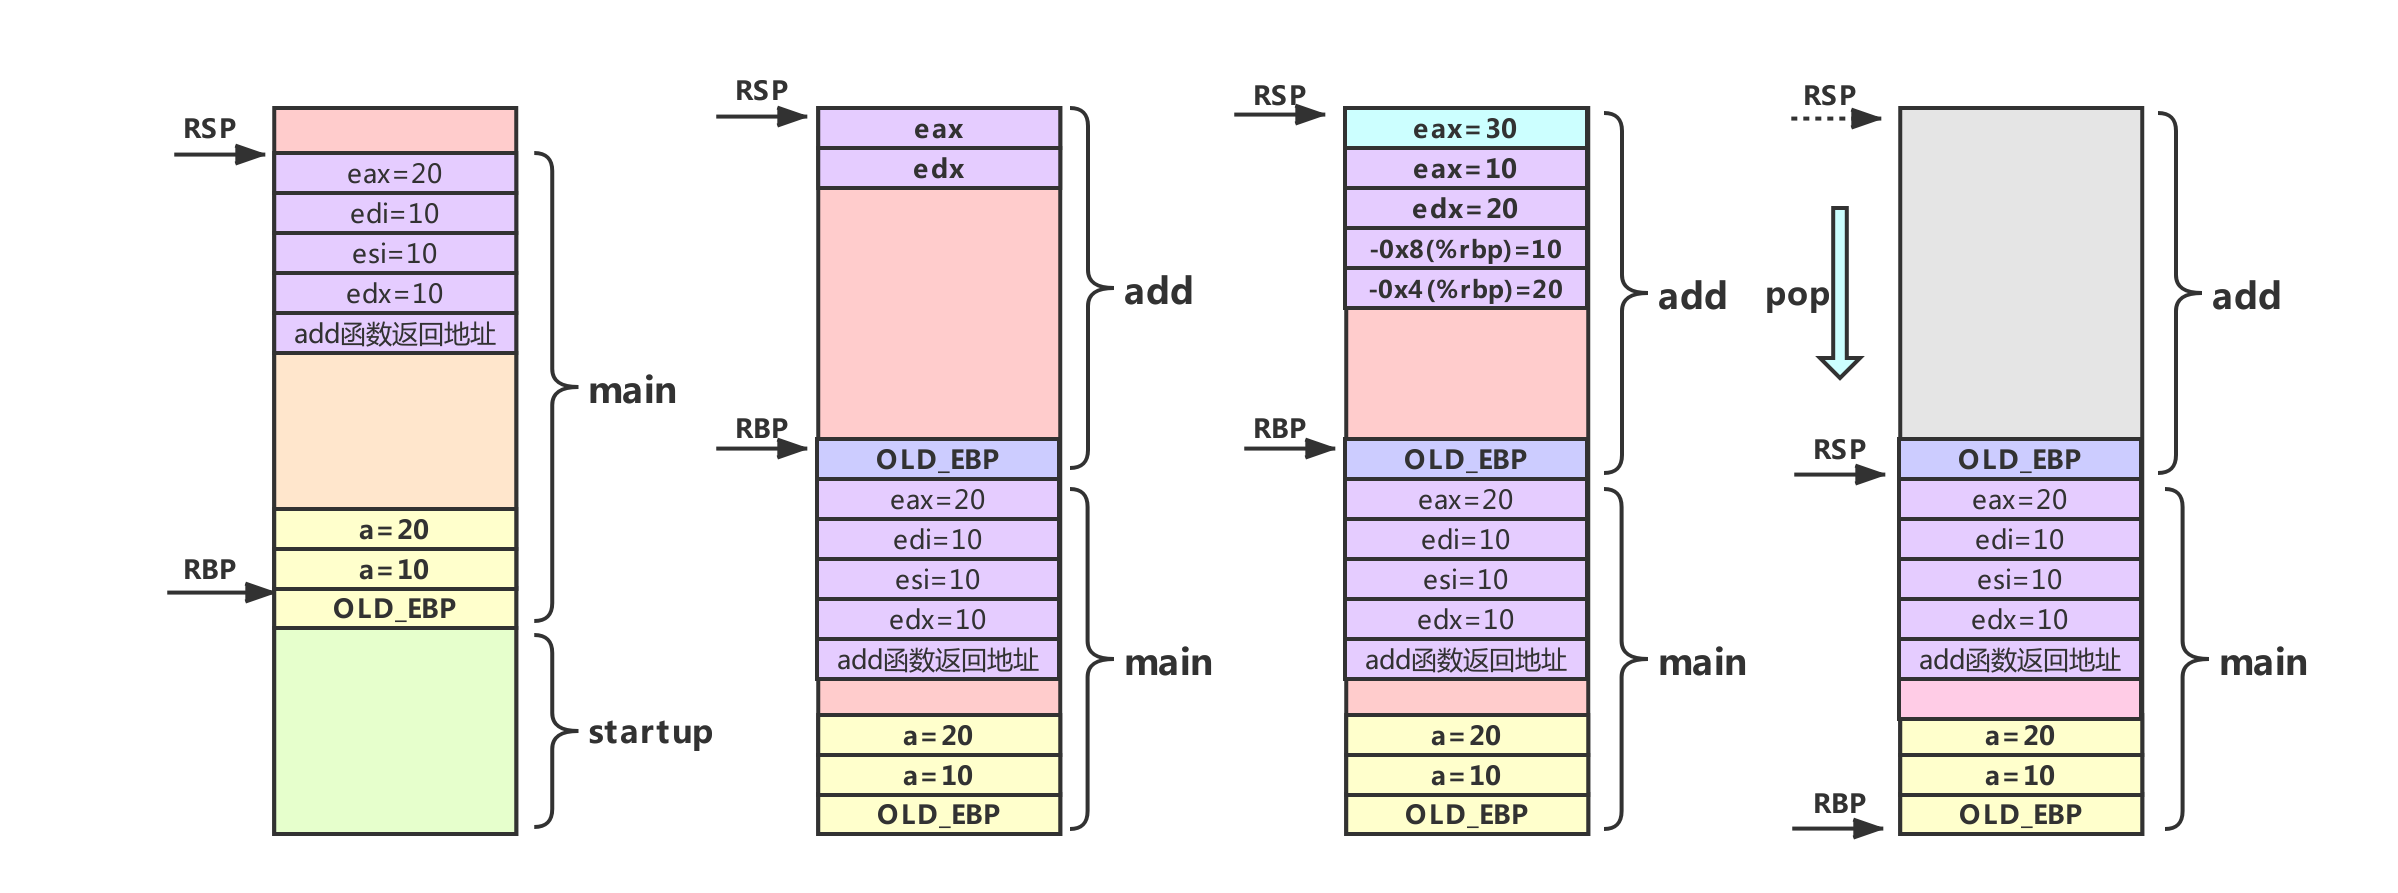 RSP
eax=20
edi=10
esi=10
edx=10
add函数返回地址
main
a=20
RBP
a=10
OLD_EBP
startup
RSP
eax
edx
add
RBP
OLD_EBP
eax=20
edi=10
esi=10
edx=10
add函数返回地址
main
a=20
a=10
OLD_EBP
RSP
eax=30
eax=10
edx=20
-0x8(%rbp)=10
-0x4(%rbp)=20
add
RBP
OLD_EBP
eax=20
edi=10
esi=10
edx=10
add函数返回地址
main
a=20
a=10
OLD_EBP
RSP
pop
add
RSP
OLD_EBP
eax=20
edi=10
esi=10
edx=10
add函数返回地址
main
a=20
a=10
RBP
OLD_EBP